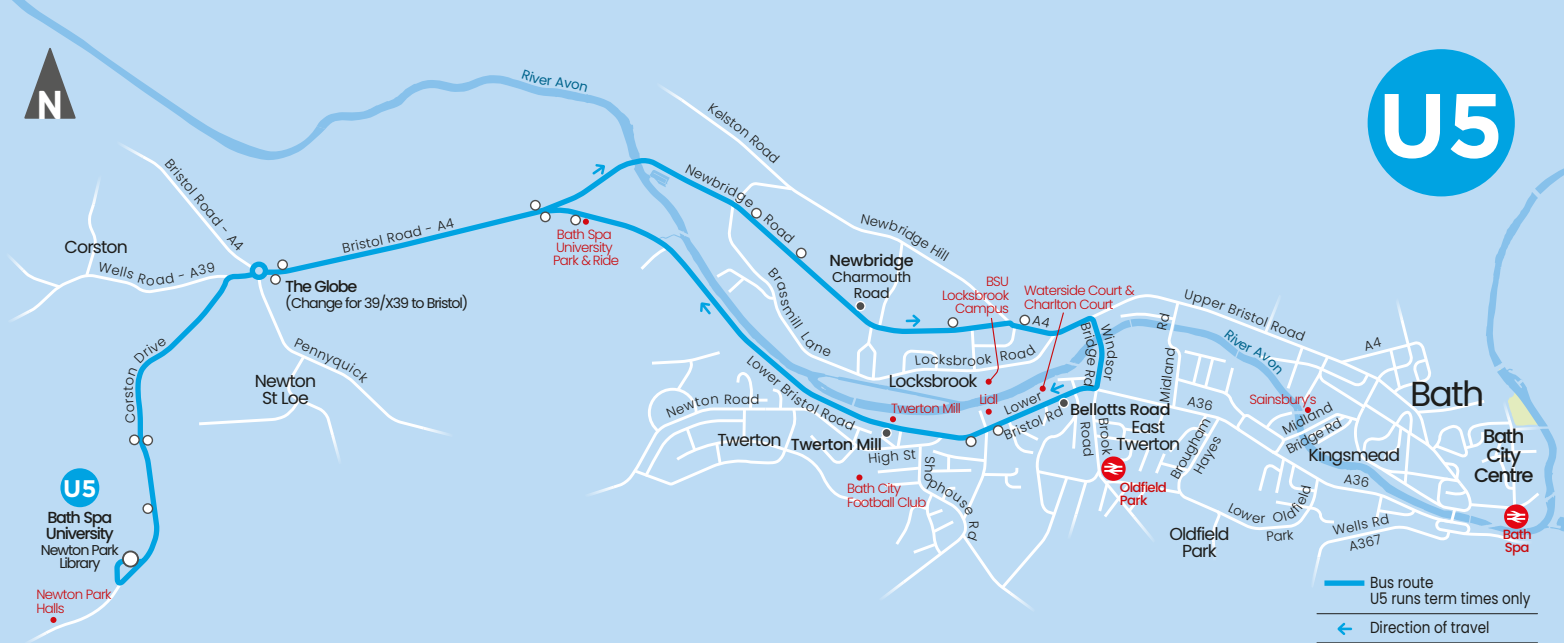 N
River Avon
Kelston Road
U5
Bristol Road - A4
Corston
Wells Road - A39
Bristol Road - A4
The Globe
(Change for 39/X39 to Bristol)
Bath Spa
University
Park & Ride
Newbridge Road
Newbridge Hill
Newbridge
Charmouth
Road
Brassmill Lane
BSU
Locksbrook
Campus
Waterside Court &
Charlton Court
A4
Windsor
Bridge Rd
Upper Bristol Road
River Avon
A4
Midland Rd
Locksbrook Road
Locksbrook
Corston Drive
Pennyquick
Newton
St Loe
Lower Bristol Road
Newton Road
Twerton
Twerton Mill
Twerton Mill
Lidl
Lower
Bristol Rd
Bellotts Road
East
Twerton
Brook
Road
A36
Sainsbury's
Midland
Bridge Rd
Bath
Kingsmead
Bath
City
Centre
High St
Shophouse Rd
Bath City
Football Club
Oldfield
Park
Brougham
Hayes
A36
Lower Oldfield
Park
Oldfield
Park
Wells Rd
A367
Bath
Spa
U5
Bath Spa
University
Newton Park
Library
Newton Park
Halls
Bus route
U5 runs term times only
Direction of travel